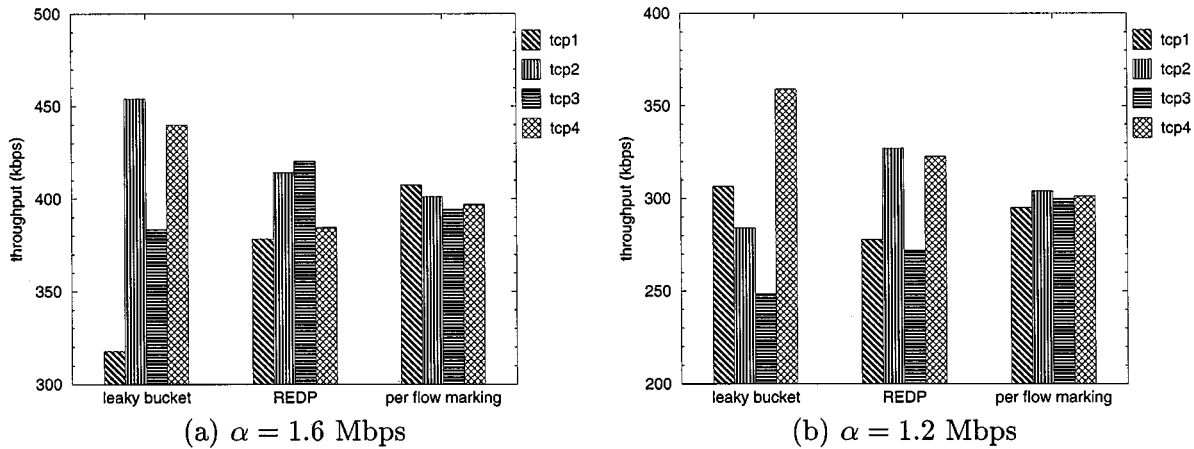 500
450
400
350
300
throughput (kbps)
leaky bucket
REDP
per flow marking
tcp1
tcp2
tcp3
tcp4
(a) α = 1.6 Mbps
400
350
300
250
200
throughput (kbps)
leaky bucket
REDP
per flow marking
tcp1
tcp2
tcp3
tcp4
(b) α = 1.2 Mbps